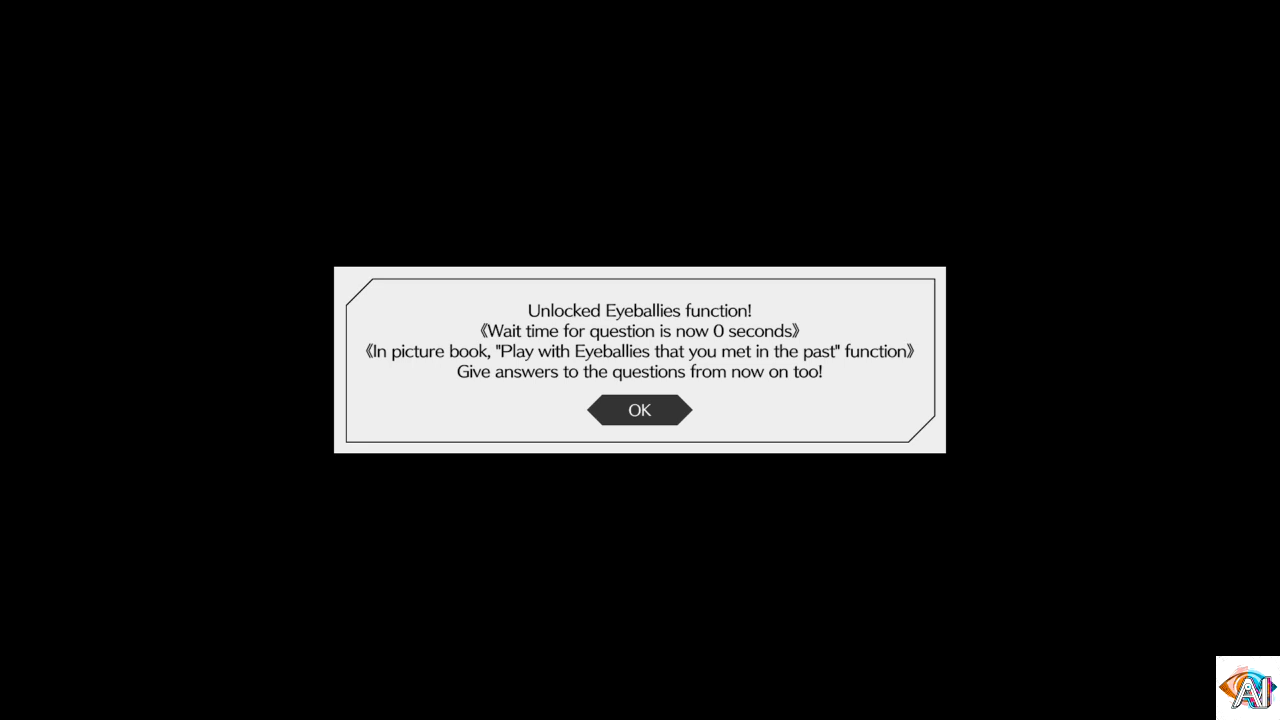 Unlocked Eyeballies function!
《Wait time for question is now 0 seconds》
《In picture book, "Play with Eyeballies that you met in the past" function》
Give answers to the questions from now on too!
OK
AI